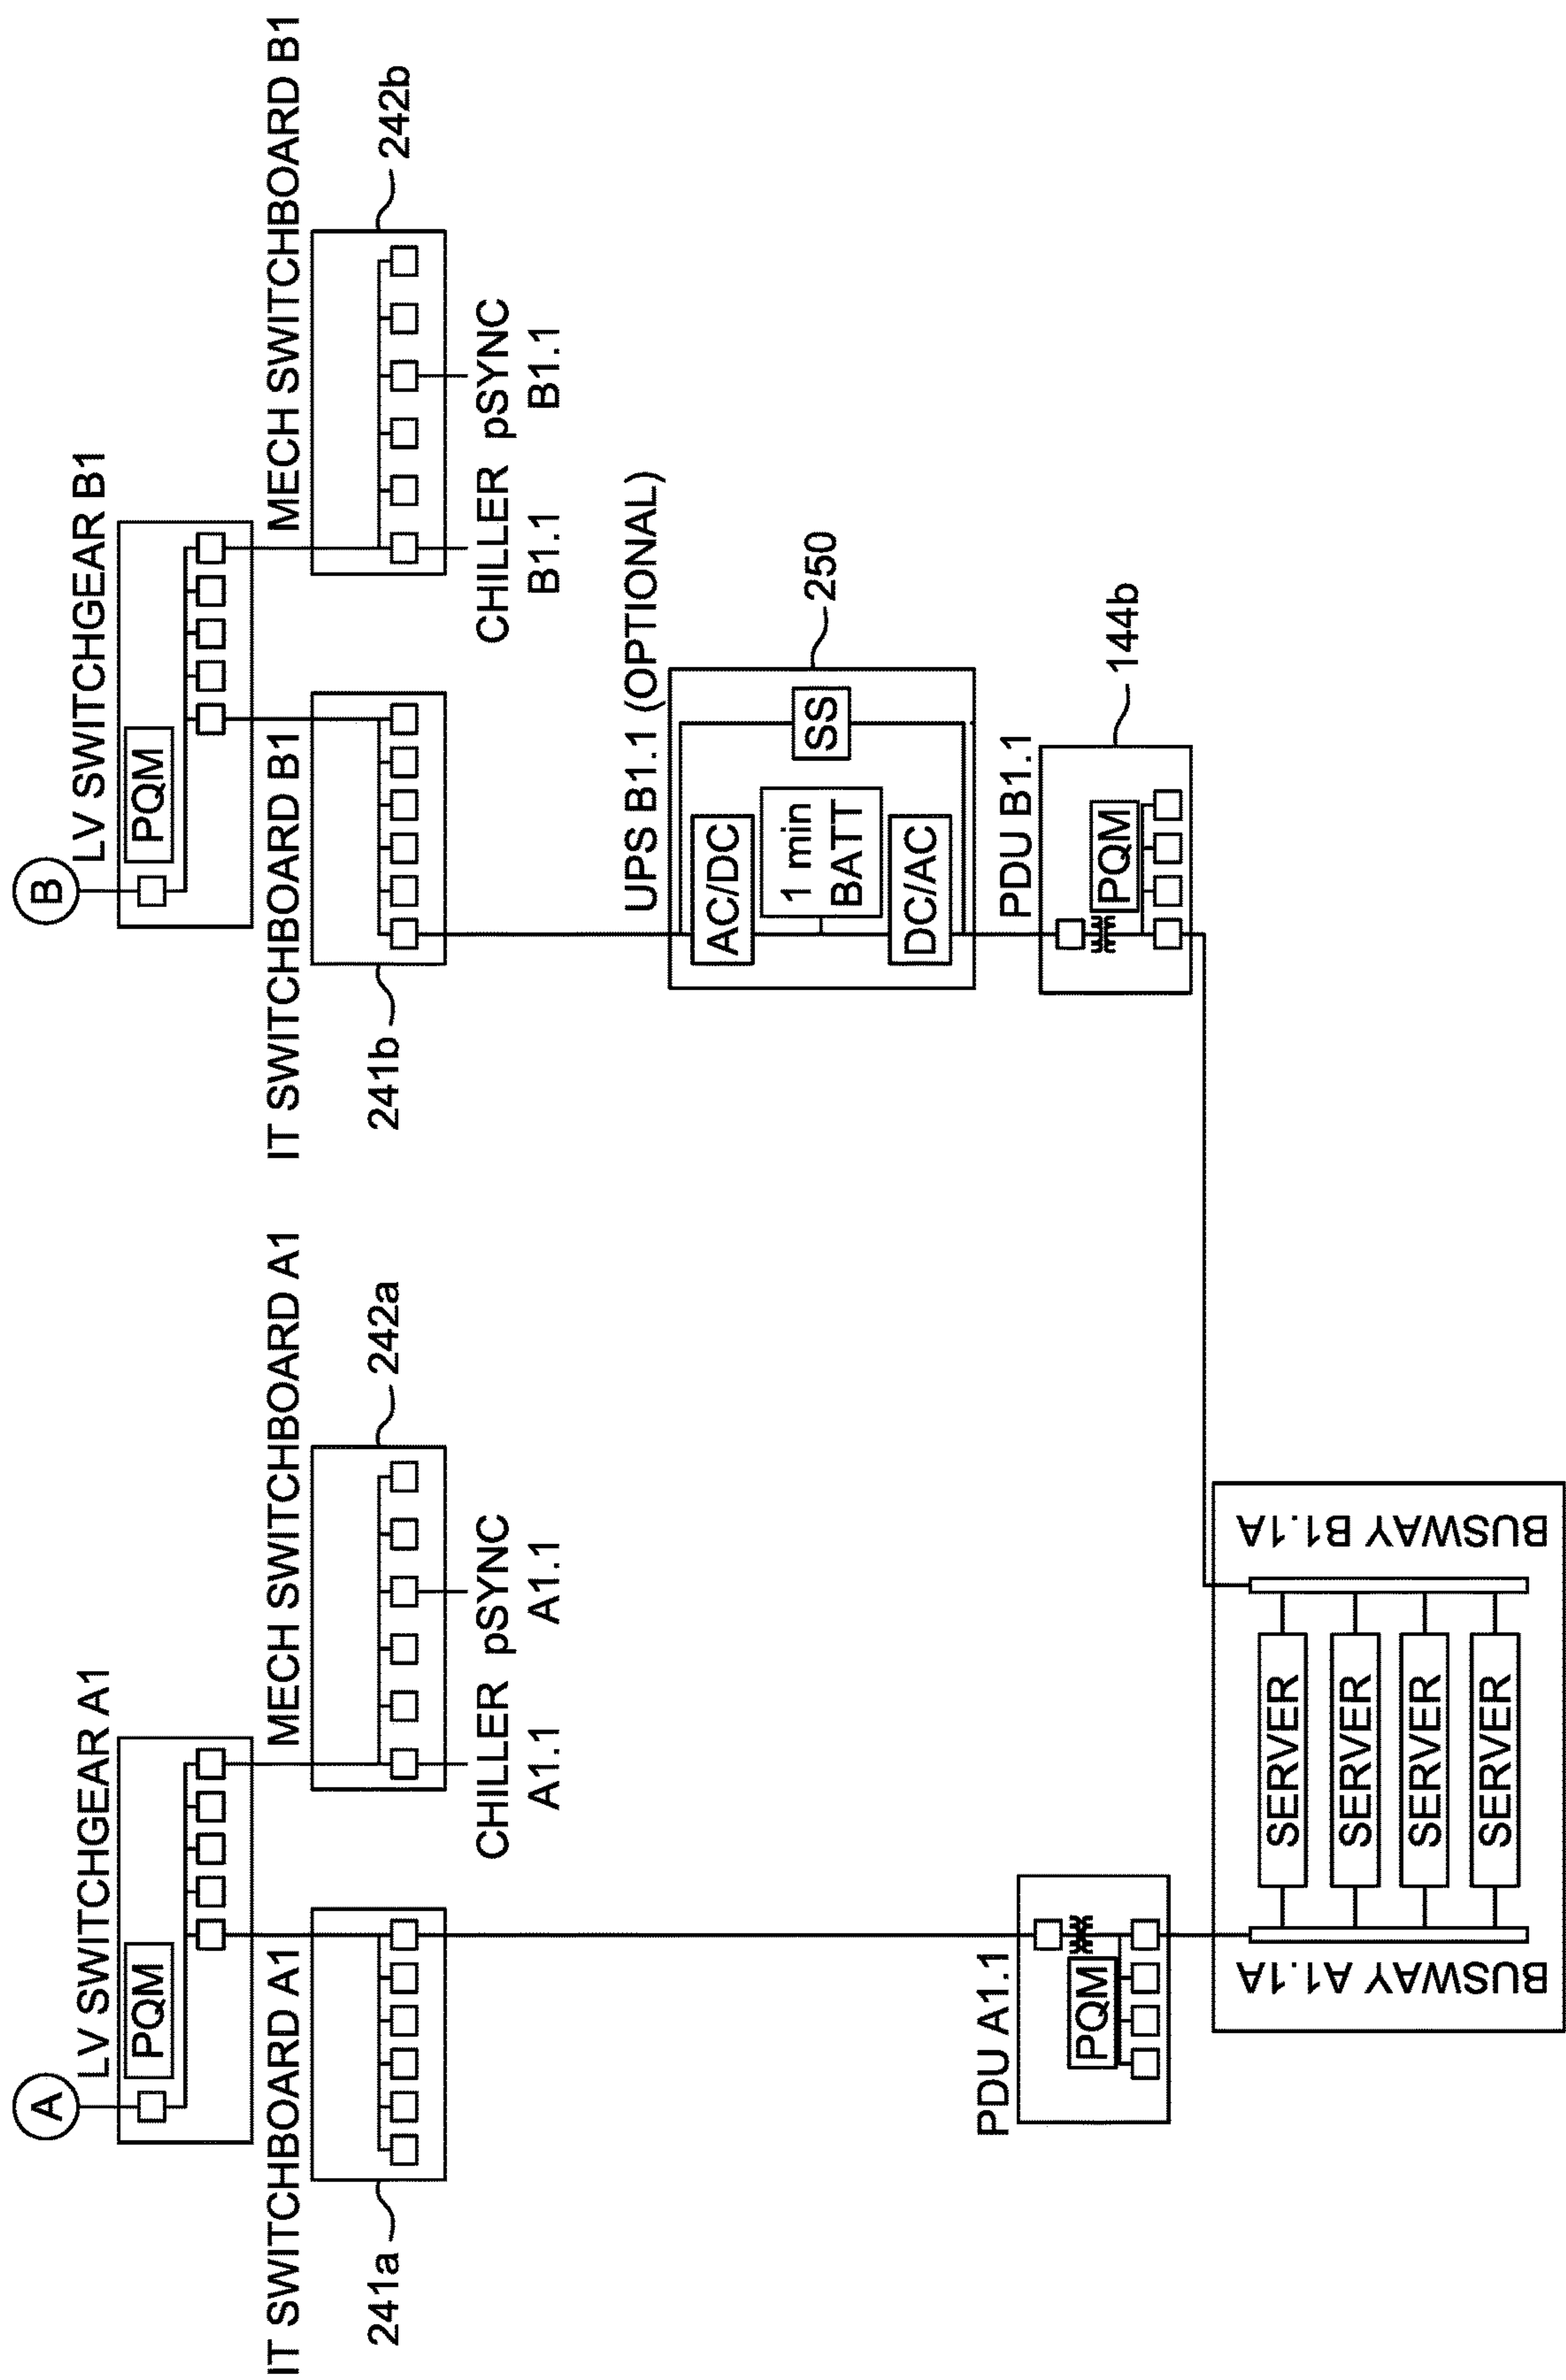 A
LV SWITCHGEAR A1
PQM
IT SWITCHBOARD A1
241a
MECH SWITCHBOARD A1
242a
CHILLER
A1.1
pSYNC
A1.1
PDU A1.1
PQM
BUSWAY A1.1A
SERVER
SERVER
SERVER
SERVER
BUSWAY B1.1A
B
LV SWITCHGEAR B1
PQM
IT SWITCHBOARD B1
241b
MECH SWITCHBOARD B1
242b
CHILLER
B1.1
pSYNC
B1.1
UPS B1.1 (OPTIONAL)
250
AC/DC
1 min
BATT
SS
DC/AC
PDU B1.1
144b
PQM